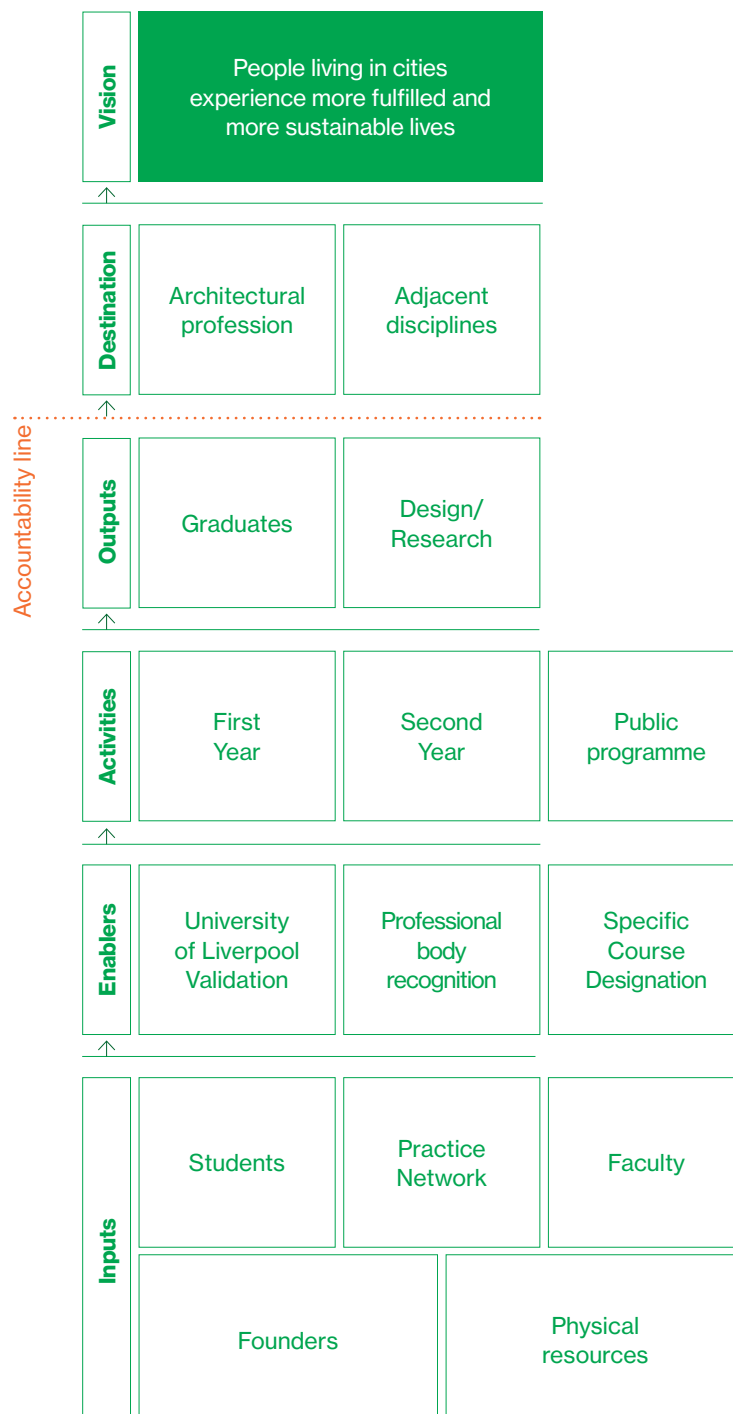 Vision
People living in cities
experience more fulfilled and
more sustainable lives
Destination
Architectural
profession
Adjacent
disciplines
Accountability line
Outputs
Graduates
Design/
Research
Activities
First
Year
Second
Year
Public
programme
Enablers
University
of Liverpool
Validation
Professional
body
recognition
Specific
Course
Designation
Inputs
Students
Practice
Network
Faculty
Founders
Physical
resources